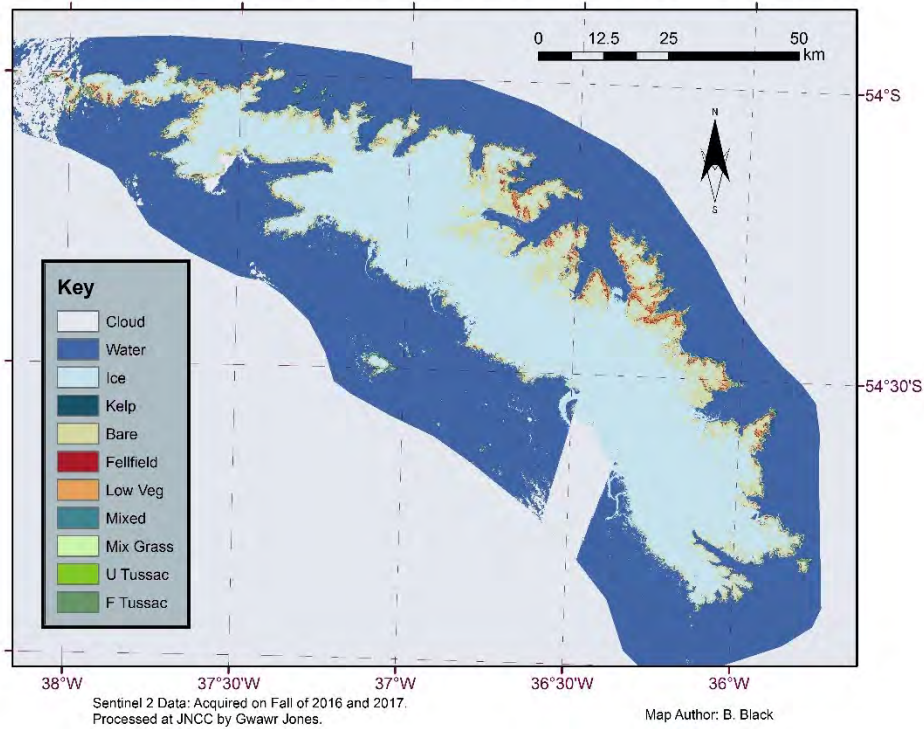 0 12.5 25 50
km
54°S
N
S
Key
Cloud
Water
Ice
Kelp
Bare
Fellfield
Low Veg
Mixed
Mix Grass
U Tussac
F Tussac
54°30'S
38°W 37°30'W 37°W 36°30'W 36°W
Sentinel 2 Data: Acquired on Fall of 2016 and 2017.
Processed at JNCC by Gwawr Jones.
Map Author: B. Black